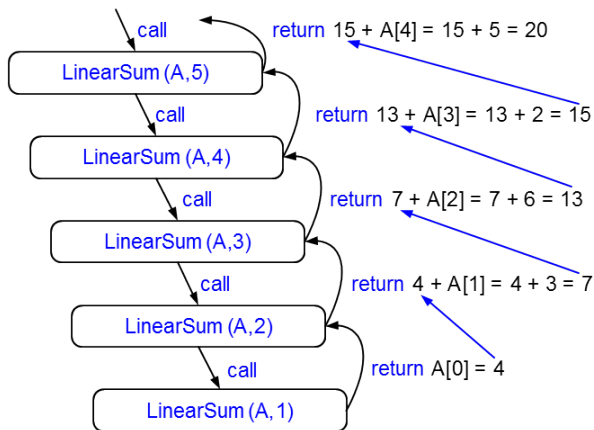 call
return 15 + A[4] = 15 + 5 = 20
LinearSum (A,5)
call
return 13 + A[3] = 13 + 2 = 15
LinearSum (A,4)
call
return 7 + A[2] = 7 + 6 = 13
LinearSum (A,3)
call
return 4 + A[1] = 4 + 3 = 7
LinearSum (A,2)
call
return A[0] = 4
LinearSum (A,1)